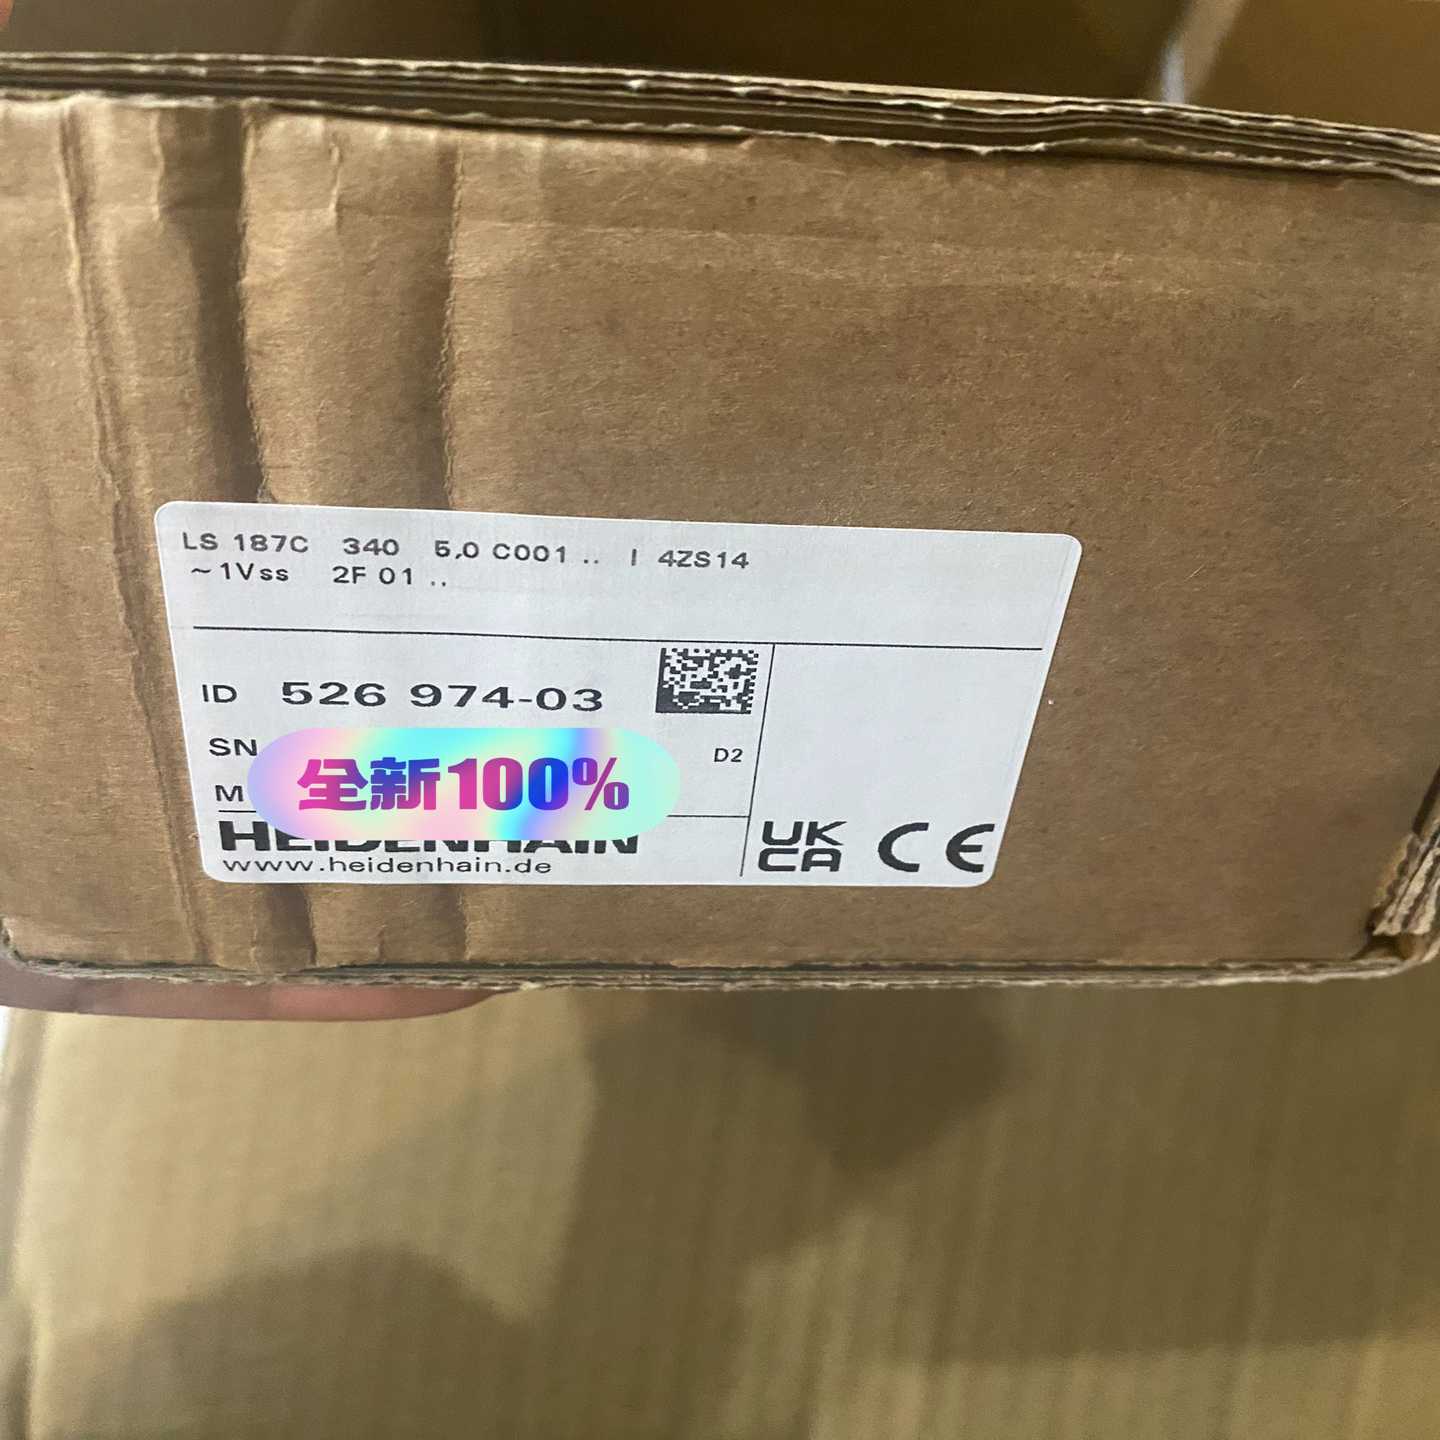 LS 187C 340 5,0 C001 .. I 4ZS14
~1Vss 2F 01 ..
ID 526 974-03
SN
D2
M
全新100%
HEIDENHAIN
www.heidenhain.de
UK
CA
CE